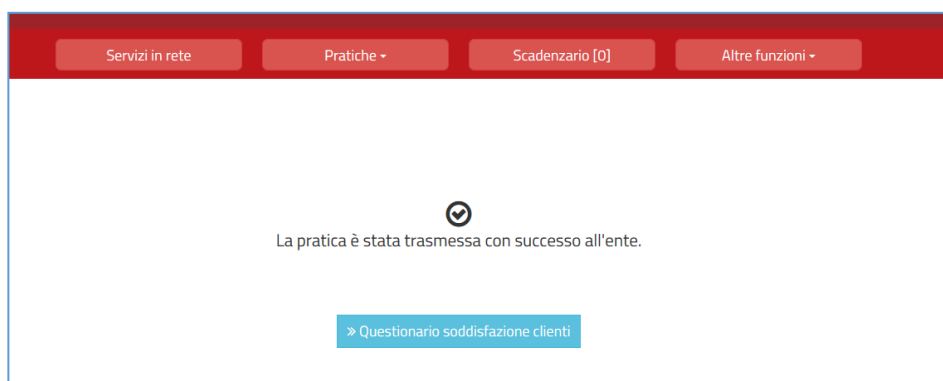 Servizi in rete
Pratiche
Scadenzario [0]
Altre funzioni
La pratica è stata trasmessa con successo all'ente.
» Questionario soddisfazione clienti